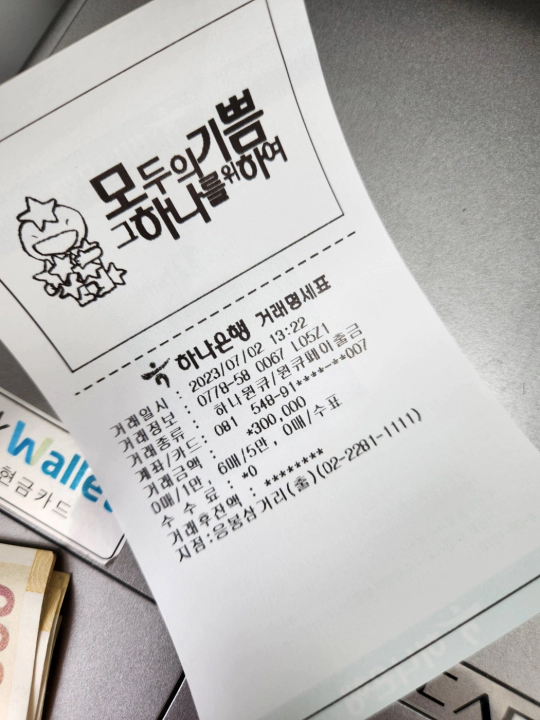 모두의 기쁨
그 하나를 위하여
하나은행 거래명세표
거래일시 : 2023/07/02 13:22
거래정보 : 0778-58 0067 L05Z1
거래종류 : 하나원큐/원큐페이출금
계좌/카드: 081 548-91****-**007
거래금액 : *300,000
0매/1만, 6매/5만, 0매/수표
수 수 료 : *0
거래후잔액 : ********
지점:응봉삼거리(출)(02-2281-1111)
Wallet
현금카드